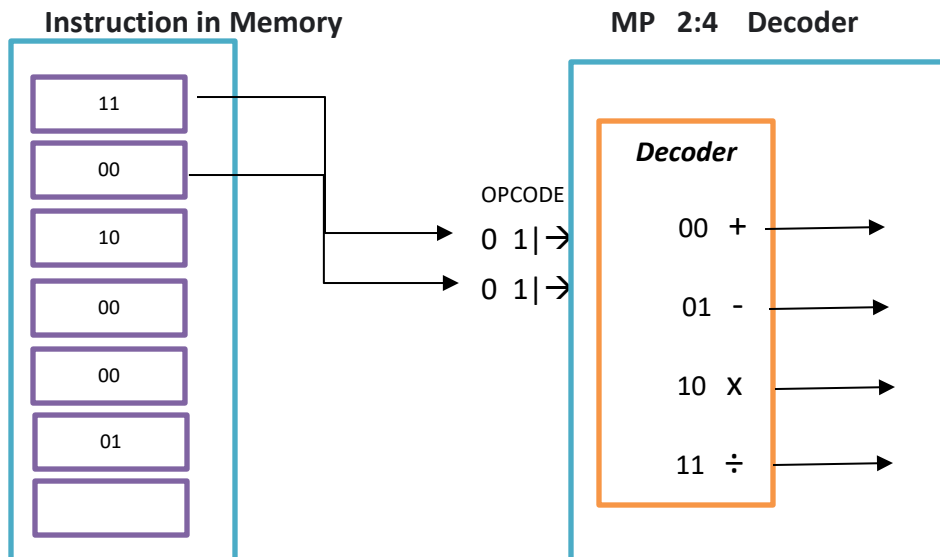 Instruction in Memory
11
00
10
00
00
01
OPCODE
0 1|→
0 1|→
MP 2:4 Decoder
Decoder
00 +
01 -
10 x
11 ÷